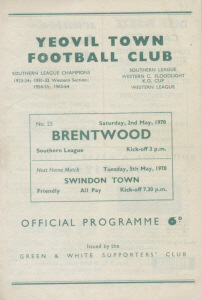 YEOVIL TOWN
FOOTBALL CLUB
SOUTHERN LEAGUE CHAMPIONS
1923-24; 1931-32, Western Section;
1954-55; 1963-64
SOUTHERN LEAGUE
WESTERN C. FLOODLIGHT
K.O. CUP
WESTERN LEAGUE
No. 25 Saturday, 2nd May, 1970
BRENTWOOD
Southern League Kick-off 3 p.m.
Next Home Match Tuesday, 5th May, 1970
SWINDON TOWN
Friendly All Pay Kick-off 7.30 p.m.
OFFICIAL PROGRAMME 6D
Issued by the
GREEN & WHITE SUPPORTERS' CLUB